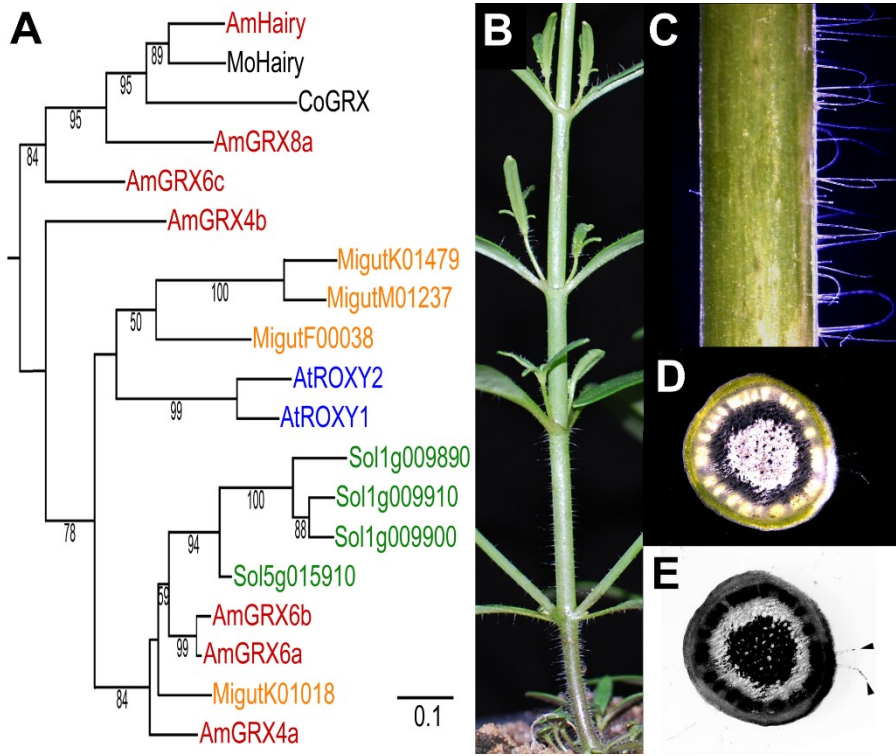 A
AmHairy
89
MoHairy
95
CoGRX
95
AmGRX8a
84
AmGRX6c
AmGRX4b
MigutK01479
100
MigutM01237
50
MigutF00038
AtROXY2
99
AtROXY1
Sol1g009890
100
Sol1g009910
88
Sol1g009900
78
94
Sol5g015910
59
AmGRX6b
99
AmGRX6a
MigutK01018
84
AmGRX4a
0.1
B
C
D
E